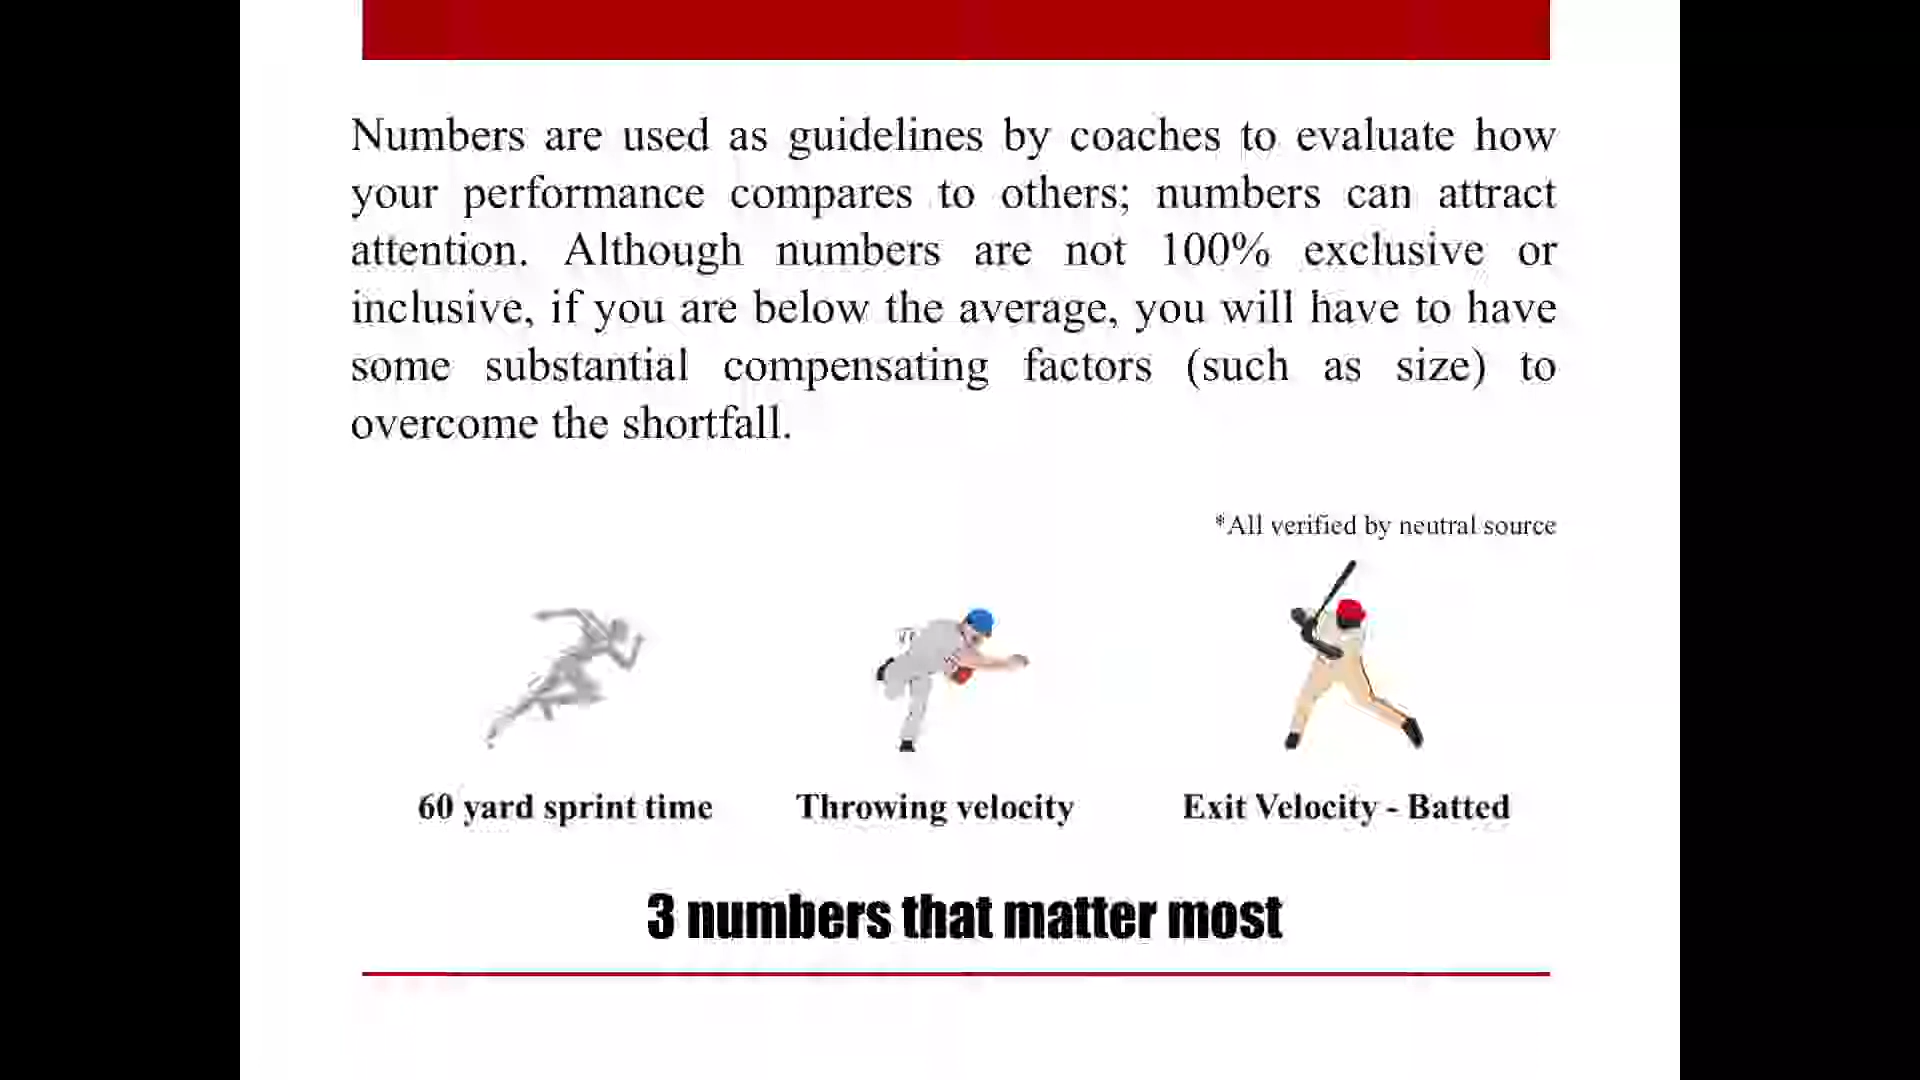 Numbers are used as guidelines by coaches to evaluate how
your performance compares to others; numbers can attract
attention. Although numbers are not 100% exclusive or
inclusive, if you are below the average, you will have to have
some substantial compensating factors (such as size) to
overcome the shortfall.
*All verified by neutral source
60 yard sprint time
Throwing velocity
Exit Velocity - Batted
3 numbers that matter most